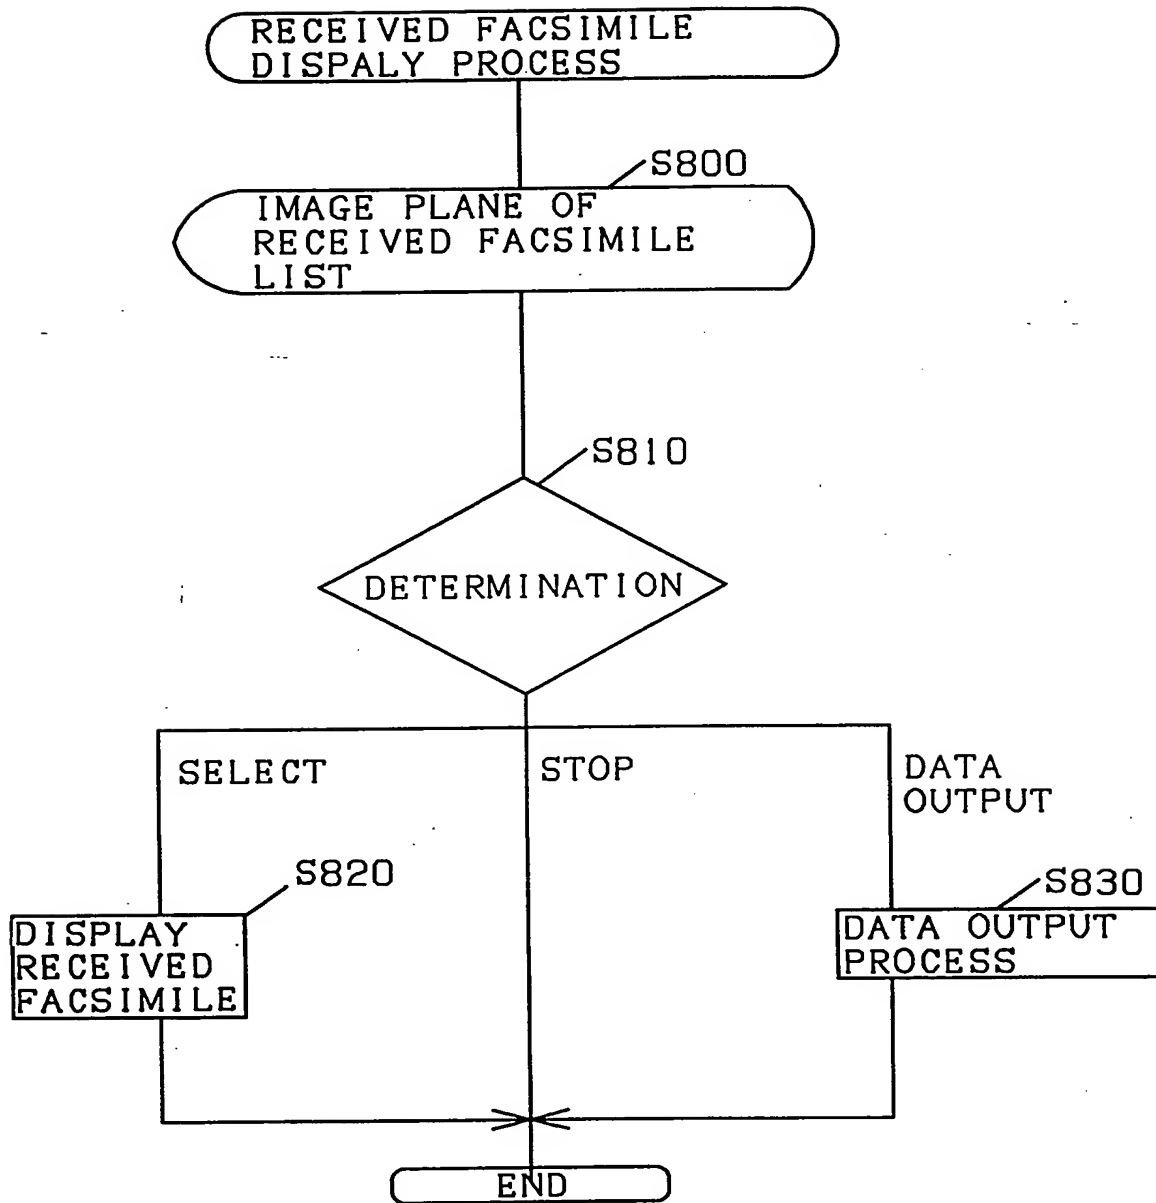 RECEIVED FACSIMILE
DISPALY PROCESS
S800
IMAGE PLANE OF
RECEIVED FACSIMILE
LIST
S810
DETERMINATION
SELECT
STOP
DATA
OUTPUT
S820
S830
DISPLAY
RECEIVED
FACSIMILE
DATA OUTPUT
PROCESS
END